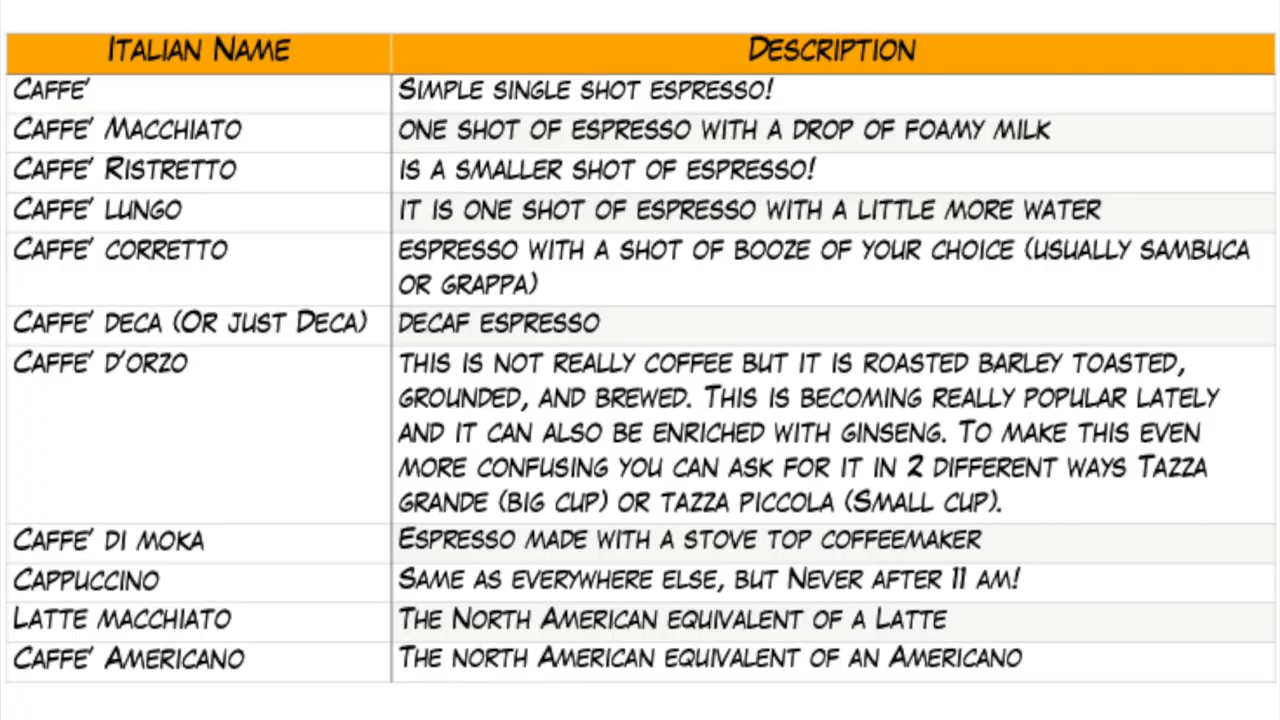 Italian Name Description
Caffe' Simple single shot espresso!
Caffe' Macchiato one shot of espresso with a drop of foamy milk
Caffe' Ristretto is a smaller shot of espresso!
Caffe' lungo it is one shot of espresso with a little more water
Caffe' corretto espresso with a shot of booze of your choice (usually sambuca
or grappa)
Caffe' deca (Or just Deca) decaf espresso
Caffe' d'orzo this is not really coffee but it is roasted barley toasted,
grounded, and brewed. This is becoming really popular lately
and it can also be enriched with ginseng. To make this even
more confusing you can ask for it in 2 different ways Tazza
grande (big cup) or tazza piccola (Small cup).
Caffe' di moka Espresso made with a stove top coffeemaker
Cappuccino Same as everywhere else, but Never after 11 am!
Latte macchiato The North American equivalent of a Latte
Caffe' Americano The north American equivalent of an Americano